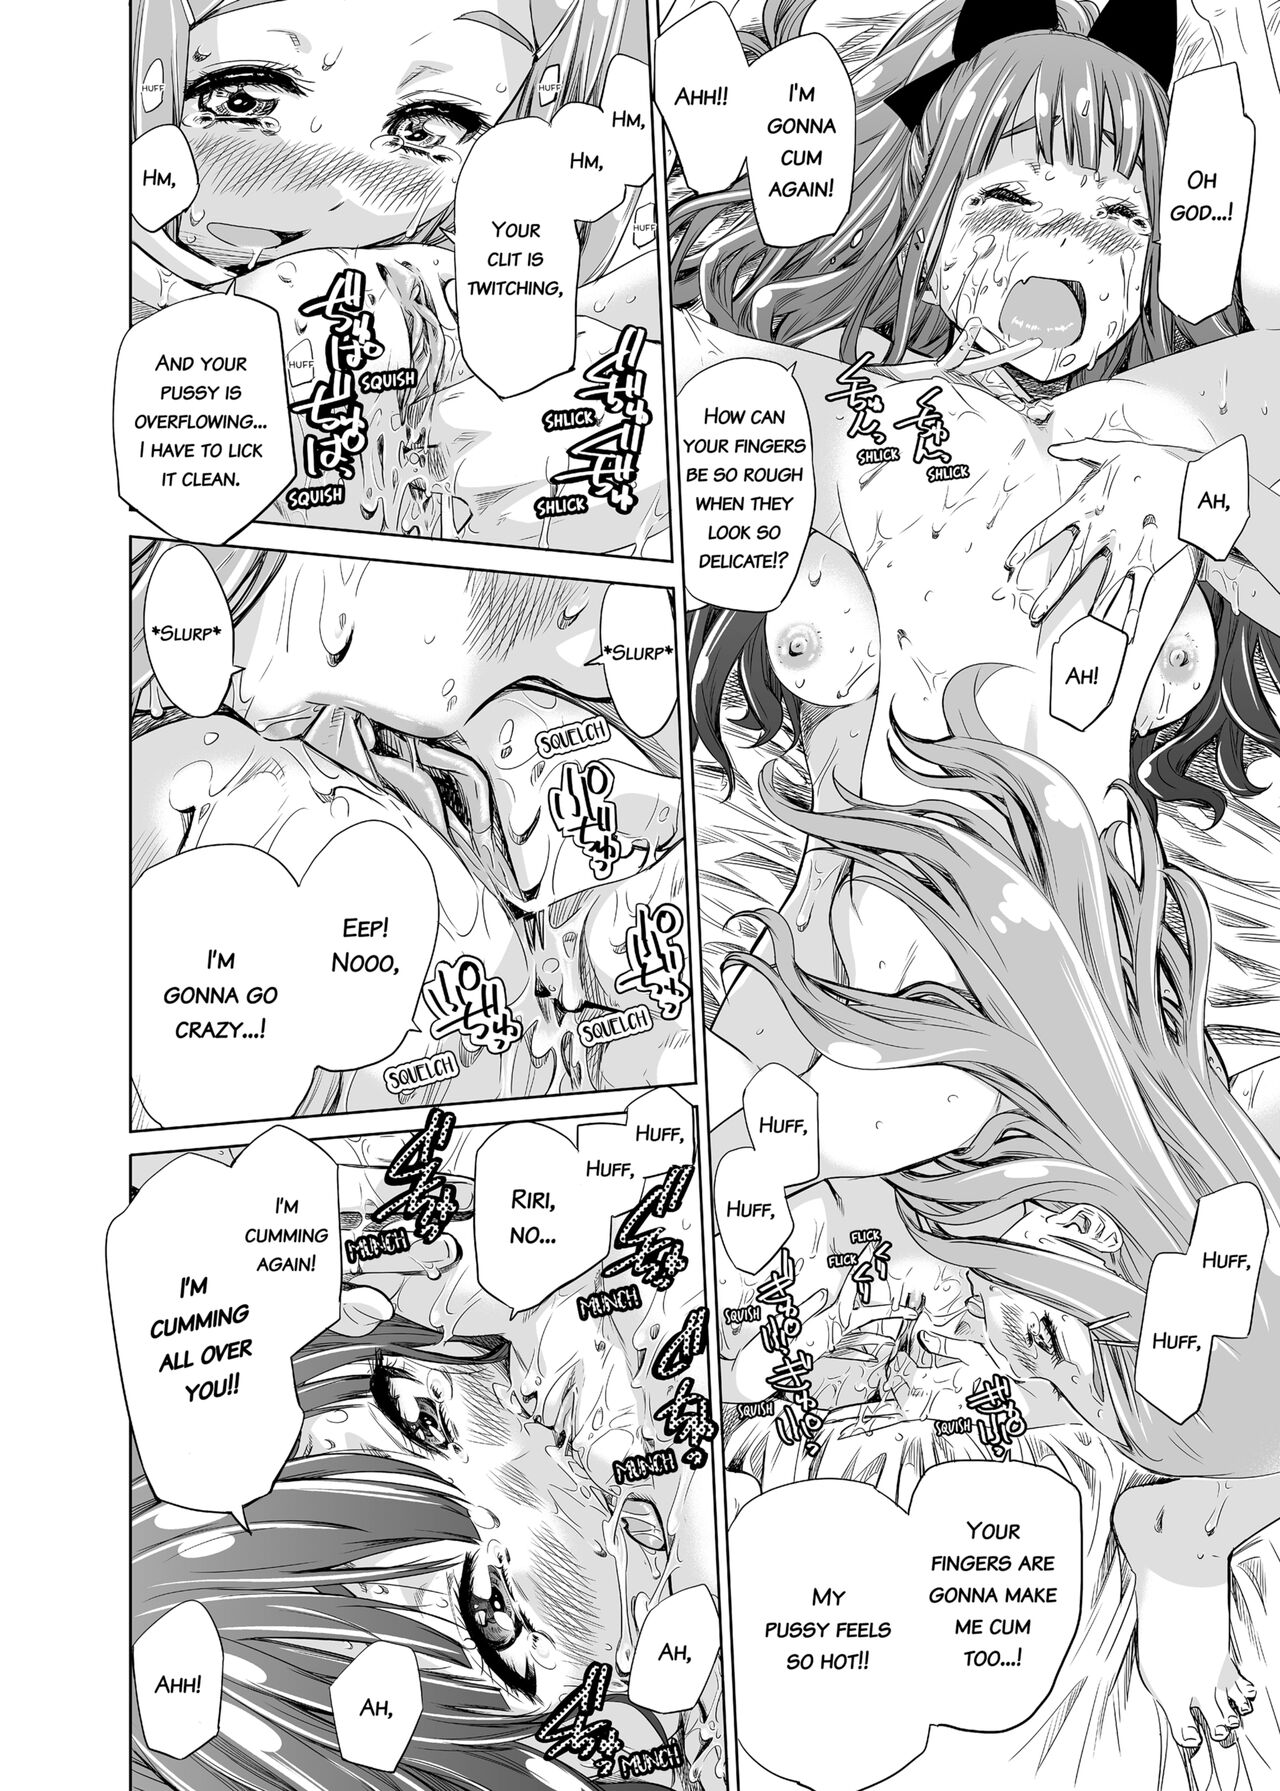 OH
GOD...!
I'M
GONNA
CUM
AGAIN!
AHH!!
HOW CAN
YOUR FINGERS
BE SO ROUGH
WHEN THEY
LOOK SO
DELICATE!?
SHLICK
SHLICK
AH,
AH!
HUFF,
HUFF,
HUFF,
HUFF,
FLICK
FLICK
SQUISH
SQUISH
SQUISH
YOUR
FINGERS ARE
GONNA MAKE
ME CUM
TOO...!
MY
PUSSY FEELS
SO HOT!!
HUFF
HUFF
HUFF
HUFF
HUFF
HM,
HM,
HM,
YOUR
CLIT IS
TWITCHING,
AND YOUR
PUSSY IS
OVERFLOWING...
I HAVE TO LICK
IT CLEAN.
SQUISH
SQUISH
SHLICK
SHLICK
*SLURP*
*SLURP*
SQUELCH
SQUELCH
SQUELCH
EEP!
NOOO,
I'M
GONNA GO
CRAZY...!
HUFF,
HUFF,
RIRI,
NO...
MUNCH
MUNCH
MUNCH
MUNCH
I'M
CUMMING
AGAIN!
I'M
CUMMING
ALL OVER
YOU!!
AH,
AH,
AHH!